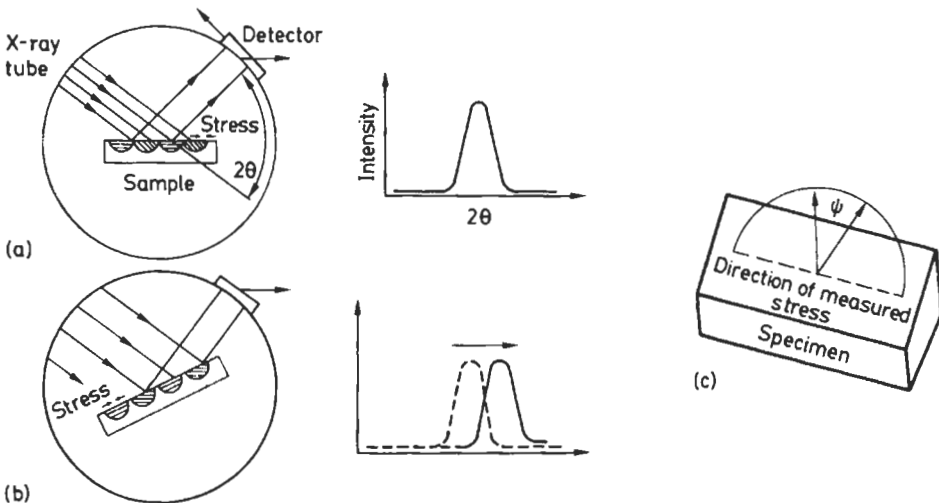 X-ray
tube
Detector
Stress
2θ
Sample
(a)
Intensity
2θ
Stress
(b)
ψ
Direction of measured
stress
Specimen
(c)